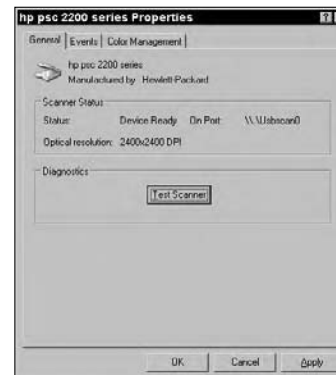 hp psc 2200 series Properties
General Events Color Management
hp psc 2200 series
Manufactured by Hewlett-Packard
Scanner Status
Status: Device Ready On Port \\.\Usbscan0
Optical resolution: 2400x2400 DPI
Diagnostics
Test Scanner
OK Cancel Apply